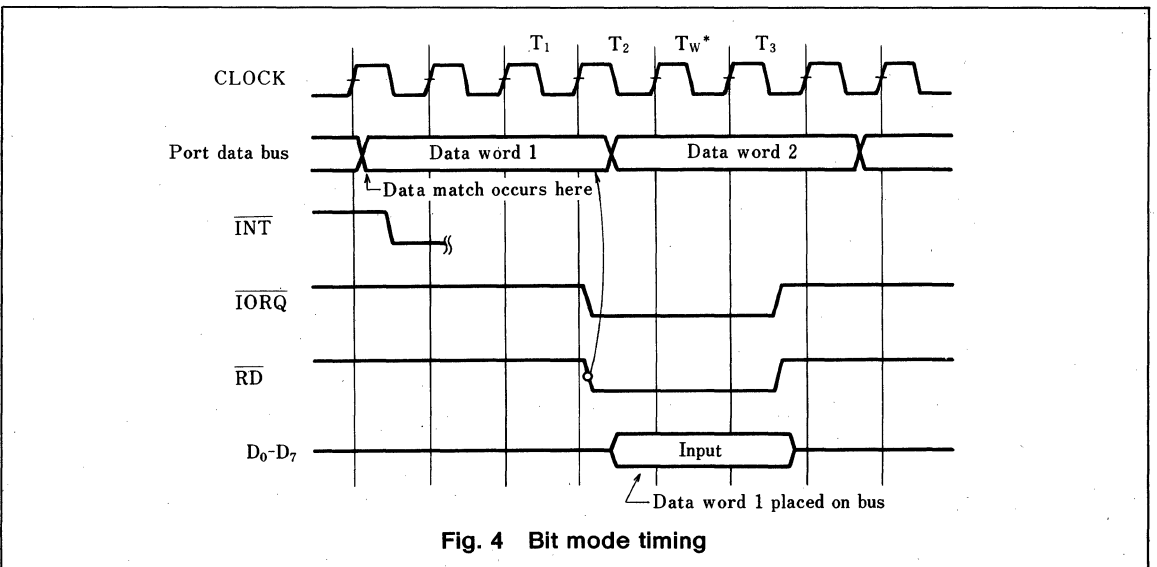 T₁ T₂ T_W* T₃
CLOCK
Port data bus
Data word 1
Data word 2
Data match occurs here
INT
IORQ
RD
D₀-D₇
Input
Data word 1 placed on bus
Fig. 4 Bit mode timing